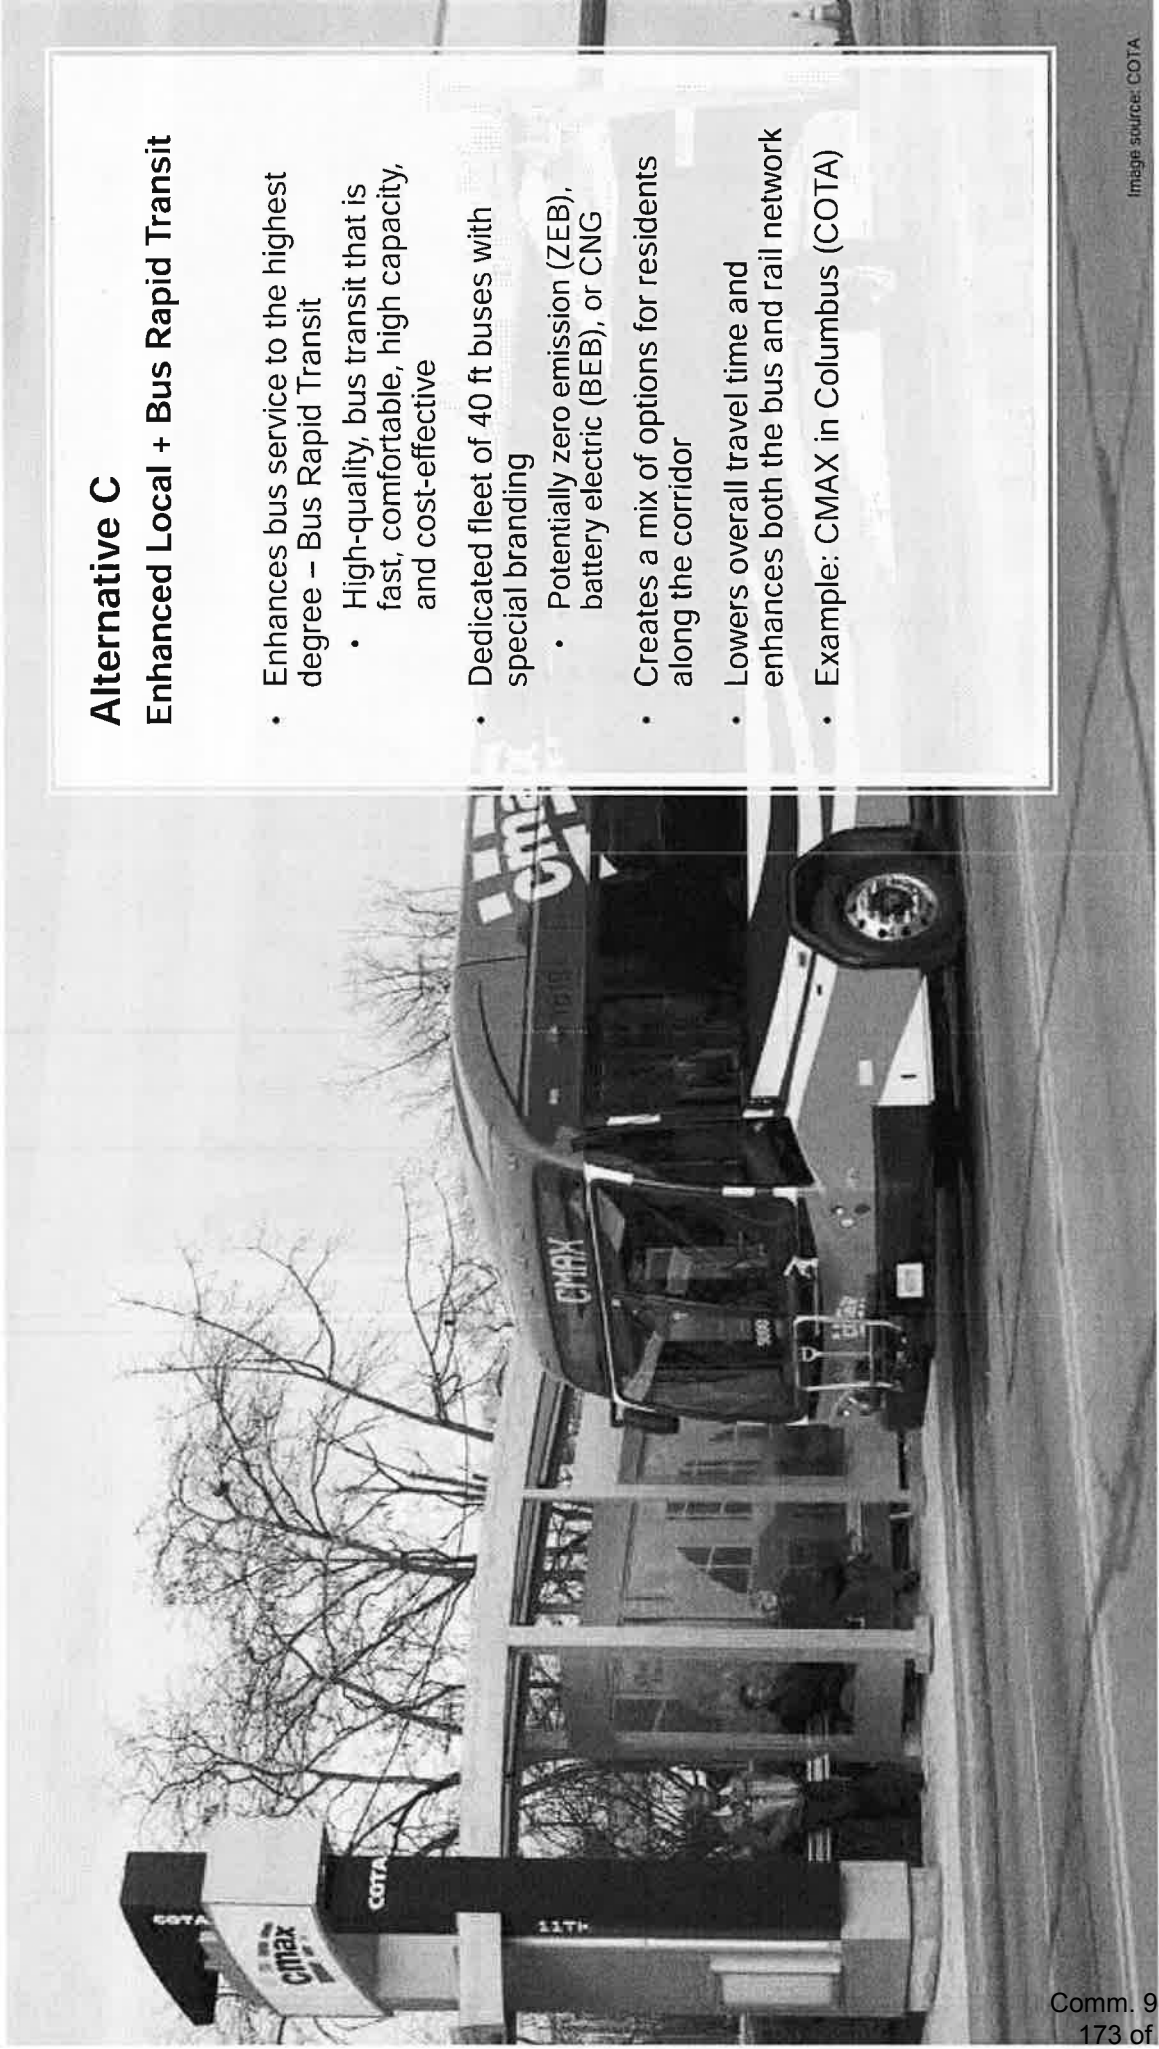 Alternative C
Enhanced Local + Bus Rapid Transit
• Enhances bus service to the highest
degree – Bus Rapid Transit
• High-quality, bus transit that is
fast, comfortable, high capacity,
and cost-effective
• Dedicated fleet of 40 ft buses with
special branding
• Potentially zero emission (ZEB),
battery electric (BEB), or CNG
• Creates a mix of options for residents
along the corridor
• Lowers overall travel time and
enhances both the bus and rail network
• Example: CMAX in Columbus (COTA)
Image source: COTA
COTA
cmax
COTA
11TH
CMAX
cmax
Comm. 9
173 of